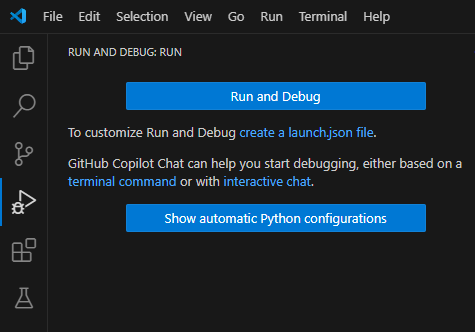 File Edit Selection View Go Run Terminal Help
RUN AND DEBUG: RUN
Run and Debug
To customize Run and Debug create a launch.json file.
GitHub Copilot Chat can help you start debugging, either based on a
terminal command or with interactive chat.
Show automatic Python configurations